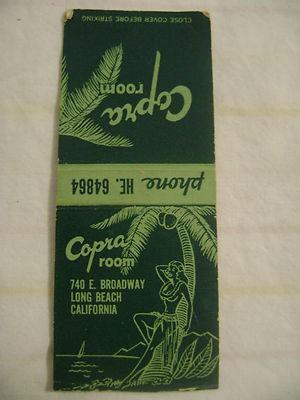 CLOSE COVER BEFORE STRIKING
Copra
room
phone HE. 64864
Copra
room
740 E. BROADWAY
LONG BEACH
CALIFORNIA